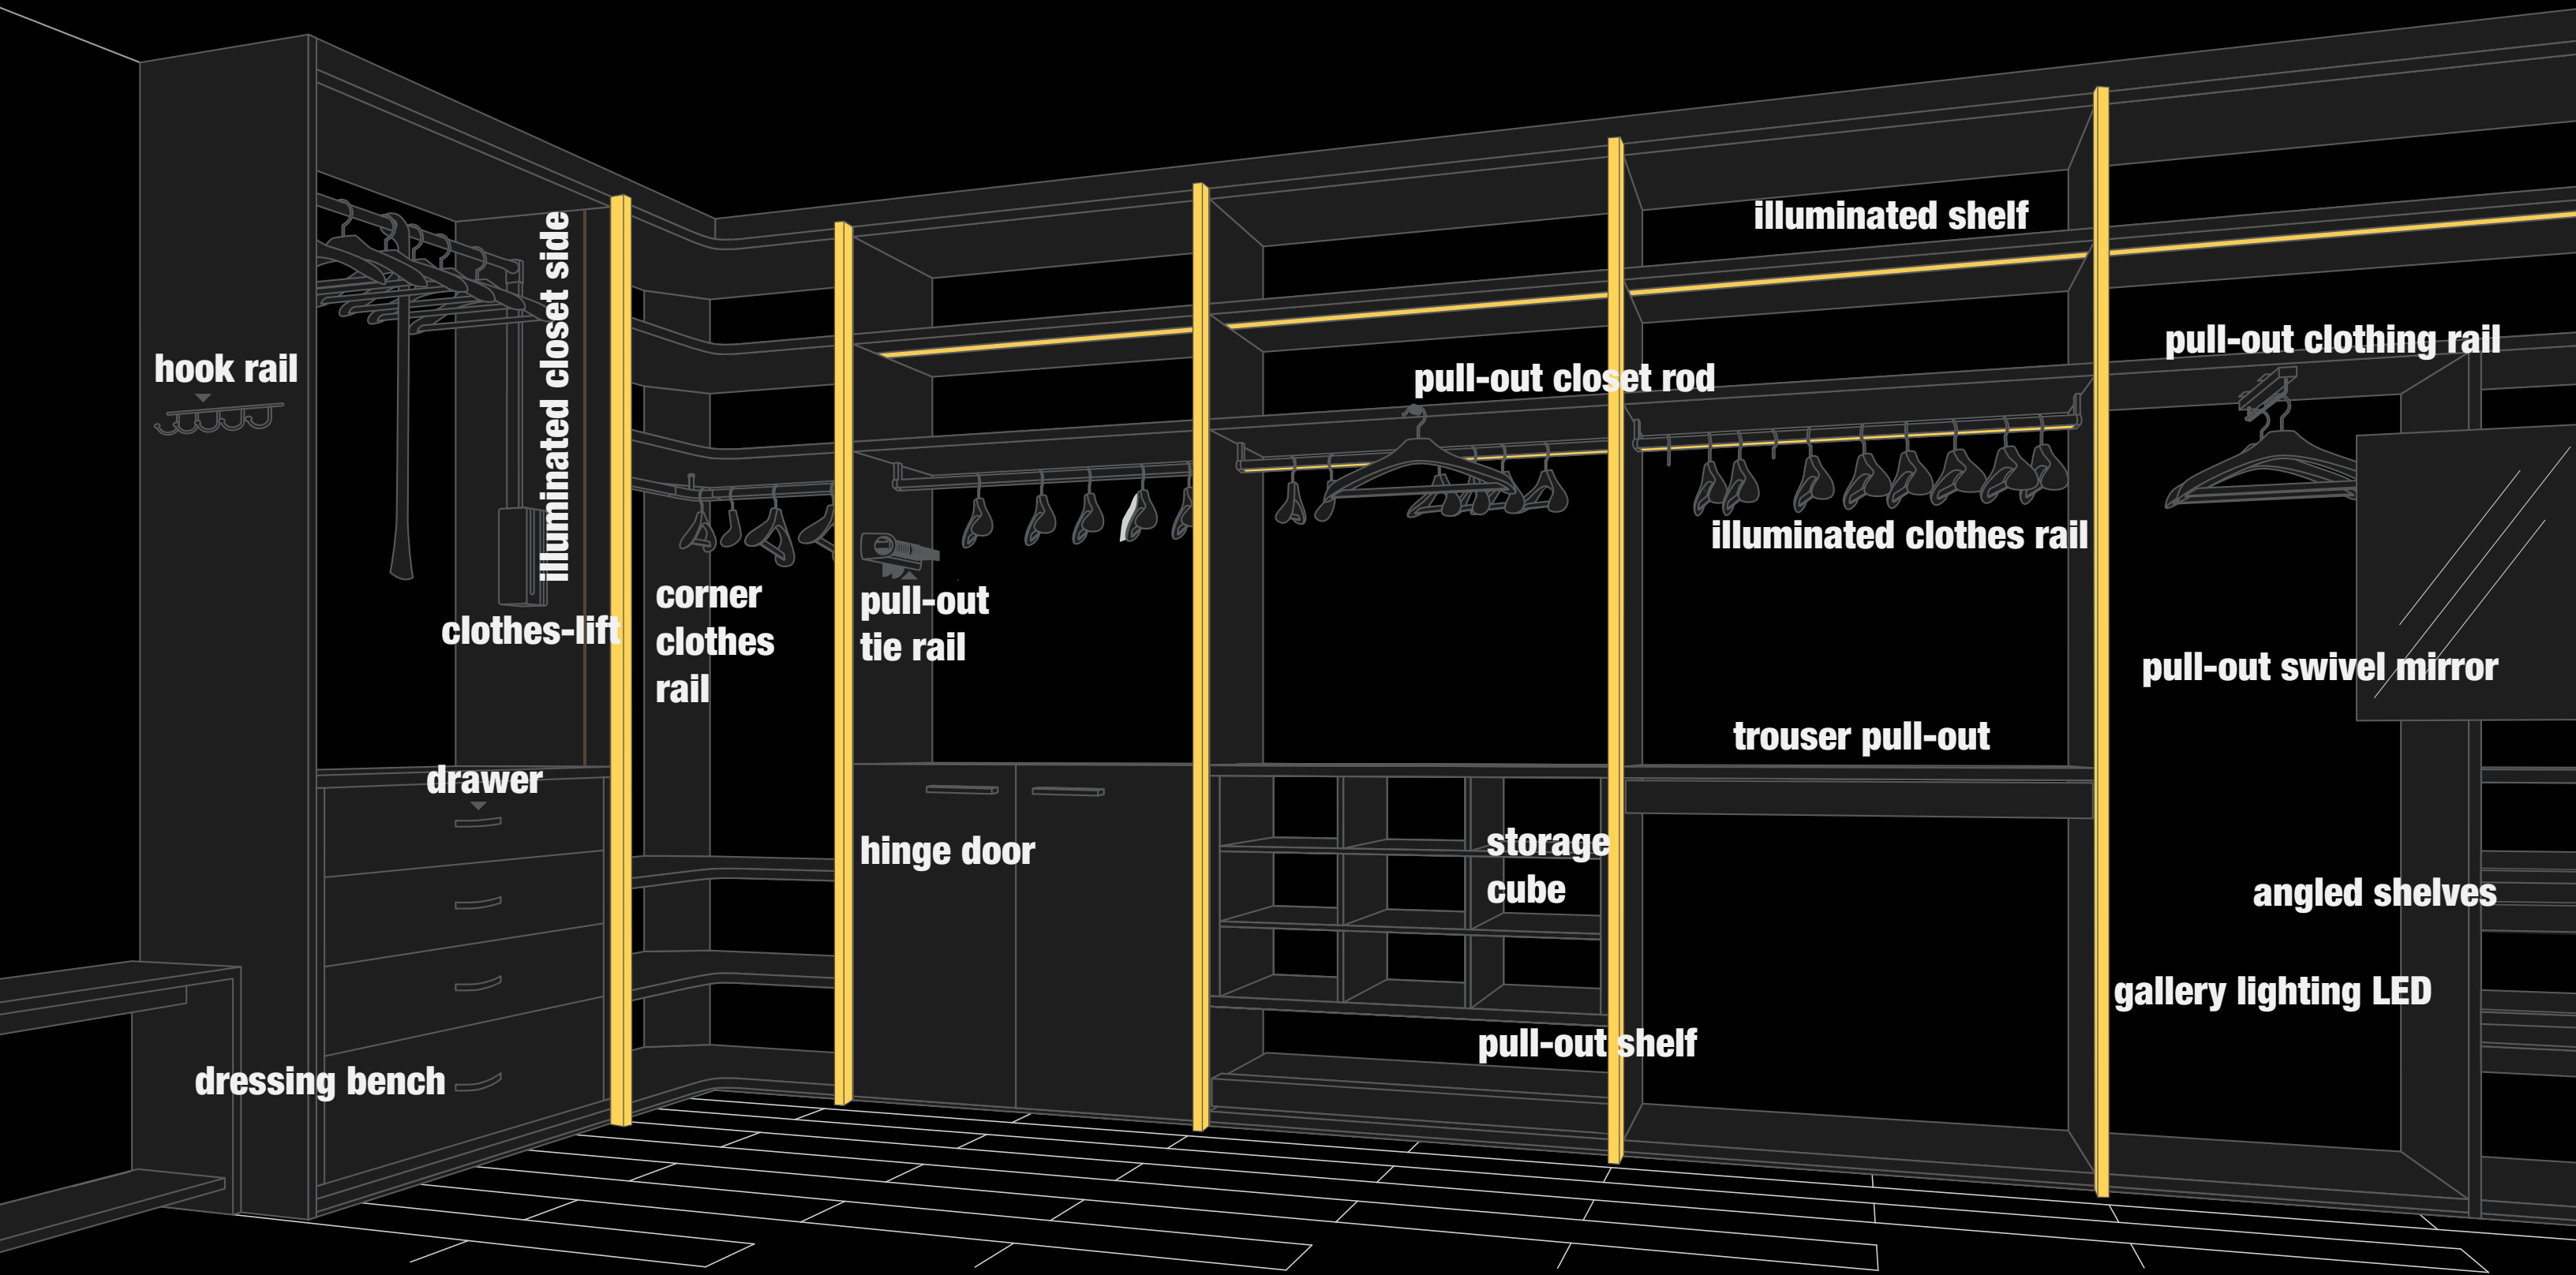 illuminated shelf
illuminated closet side
hook rail
pull-out clothing rail
pull-out closet rod
illuminated clothes rail
corner
clothes
rail
pull-out
tie rail
clothes-lift
pull-out swivel mirror
trouser pull-out
drawer
hinge door
storage
cube
angled shelves
gallery lighting LED
pull-out shelf
dressing bench